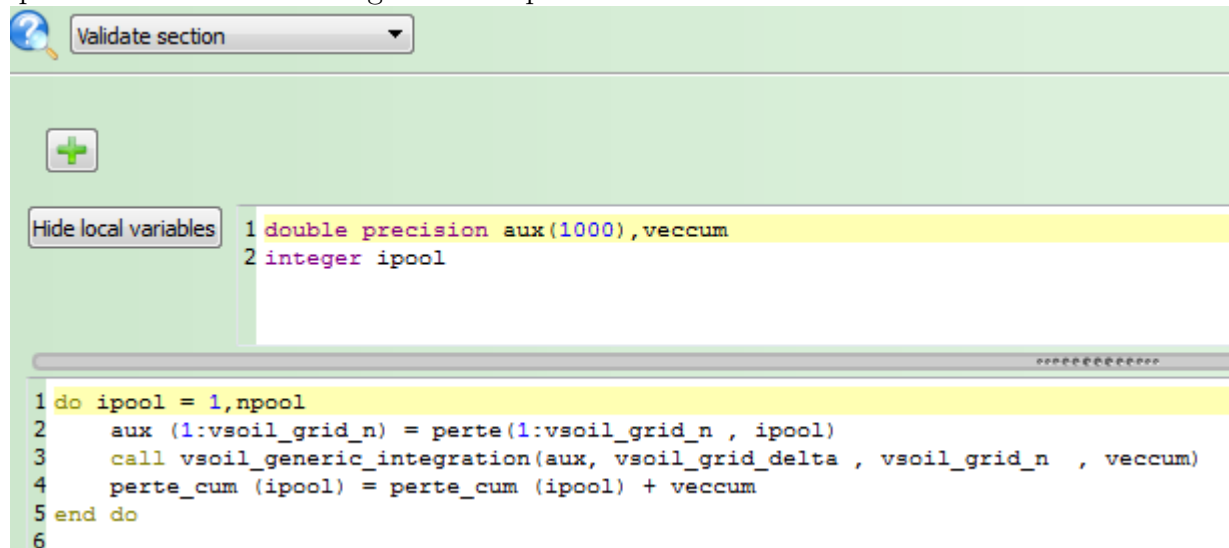 Validate section
Hide local variables
1 double precision aux(1000),veccum
2 integer ipool
1 do ipool = 1,npool
2 aux (1:vsoil_grid_n) = perte(1:vsoil_grid_n , ipool)
3 call vsoil_generic_integration(aux, vsoil_grid_delta , vsoil_grid_n , veccum)
4 perte_cum (ipool) = perte_cum (ipool) + veccum
5 end do
6